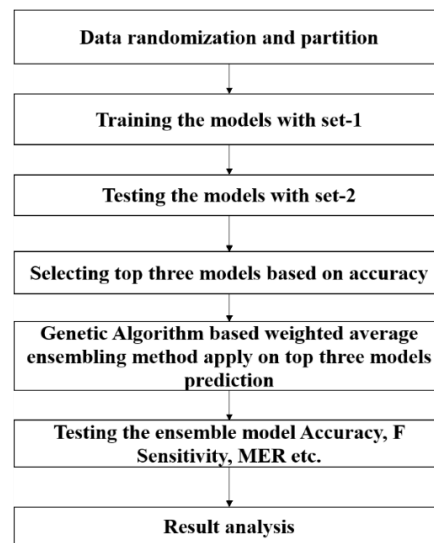 Data randomization and partition
Training the models with set-1
Testing the models with set-2
Selecting top three models based on accuracy
Genetic Algorithm based weighted average
ensembling method apply on top three models
prediction
Testing the ensemble model Accuracy, F
Sensitivity, MER etc.
Result analysis